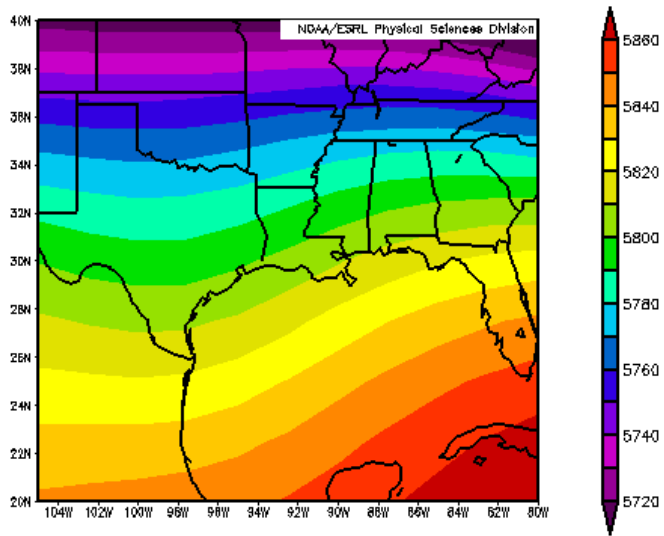 NOAA/ESRL Physical Sciences Division
40N
38N
36N
34N
32N
30N
28N
26N
24N
22N
20N
104W 102W 100W 98W 96W 94W 92W 90W 88W 86W 84W 82W 80W
5860
5840
5820
5800
5780
5760
5740
5720